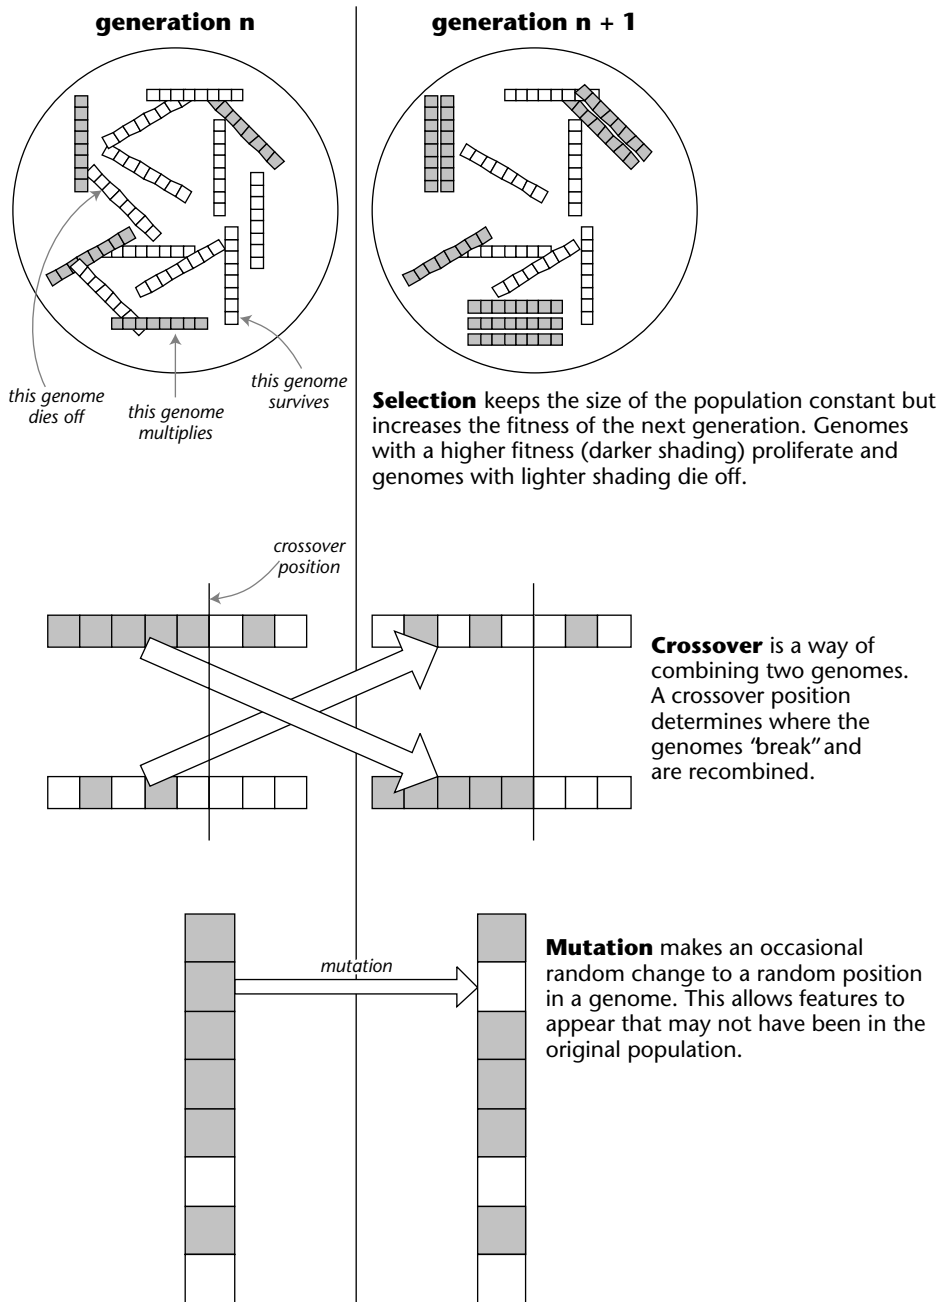 generation n
generation n + 1
this genome
dies off
this genome
multiplies
this genome
survives
Selection keeps the size of the population constant but
increases the fitness of the next generation. Genomes
with a higher fitness (darker shading) proliferate and
genomes with lighter shading die off.
crossover
position
Crossover is a way of
combining two genomes.
A crossover position
determines where the
genomes “break” and
are recombined.
mutation
Mutation makes an occasional
random change to a random position
in a genome. This allows features to
appear that may not have been in the
original population.